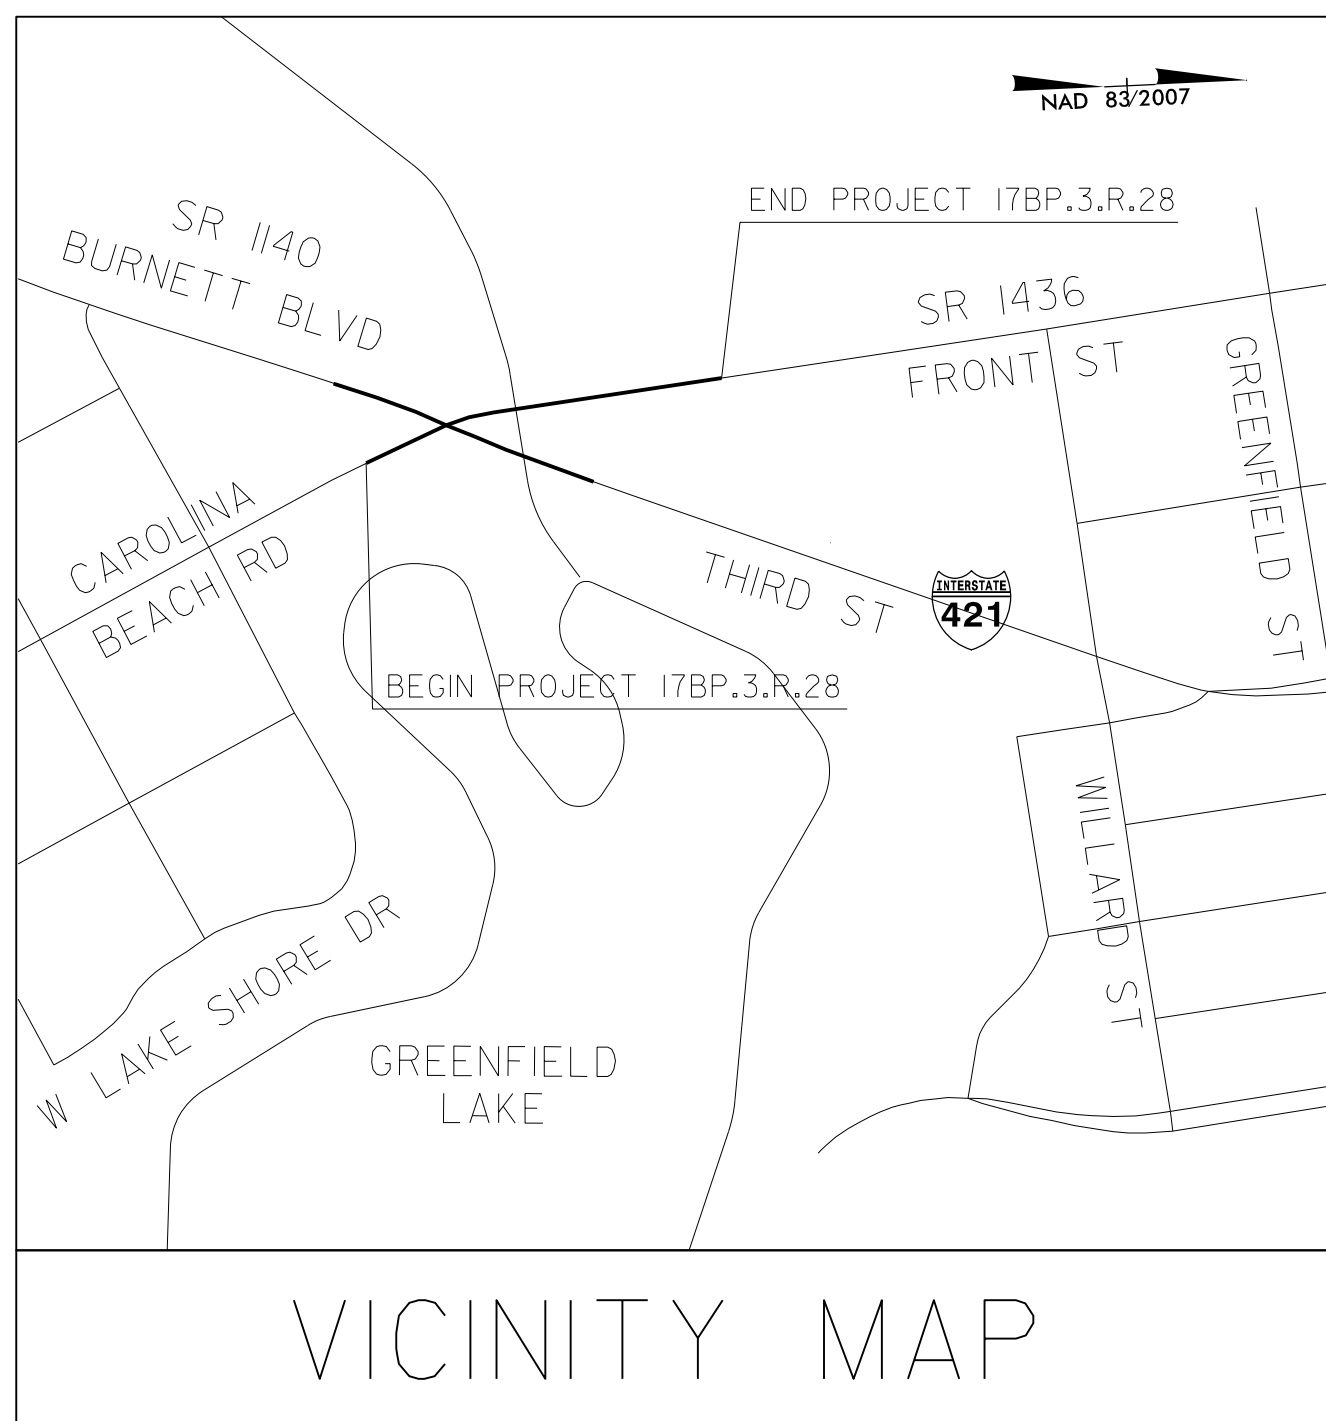 NAD 83/2007
END PROJECT 17BP.3.R.28
SR 1140
BURNETT BLVD
SR 1436
FRONT ST
GREENFIELD ST
CAROLINA
BEACH RD
THIRD ST
INTERSTATE
421
BEGIN PROJECT 17BP.3.R.28
WILLARD ST
W LAKE SHORE DR
GREENFIELD
LAKE
VICINITY MAP